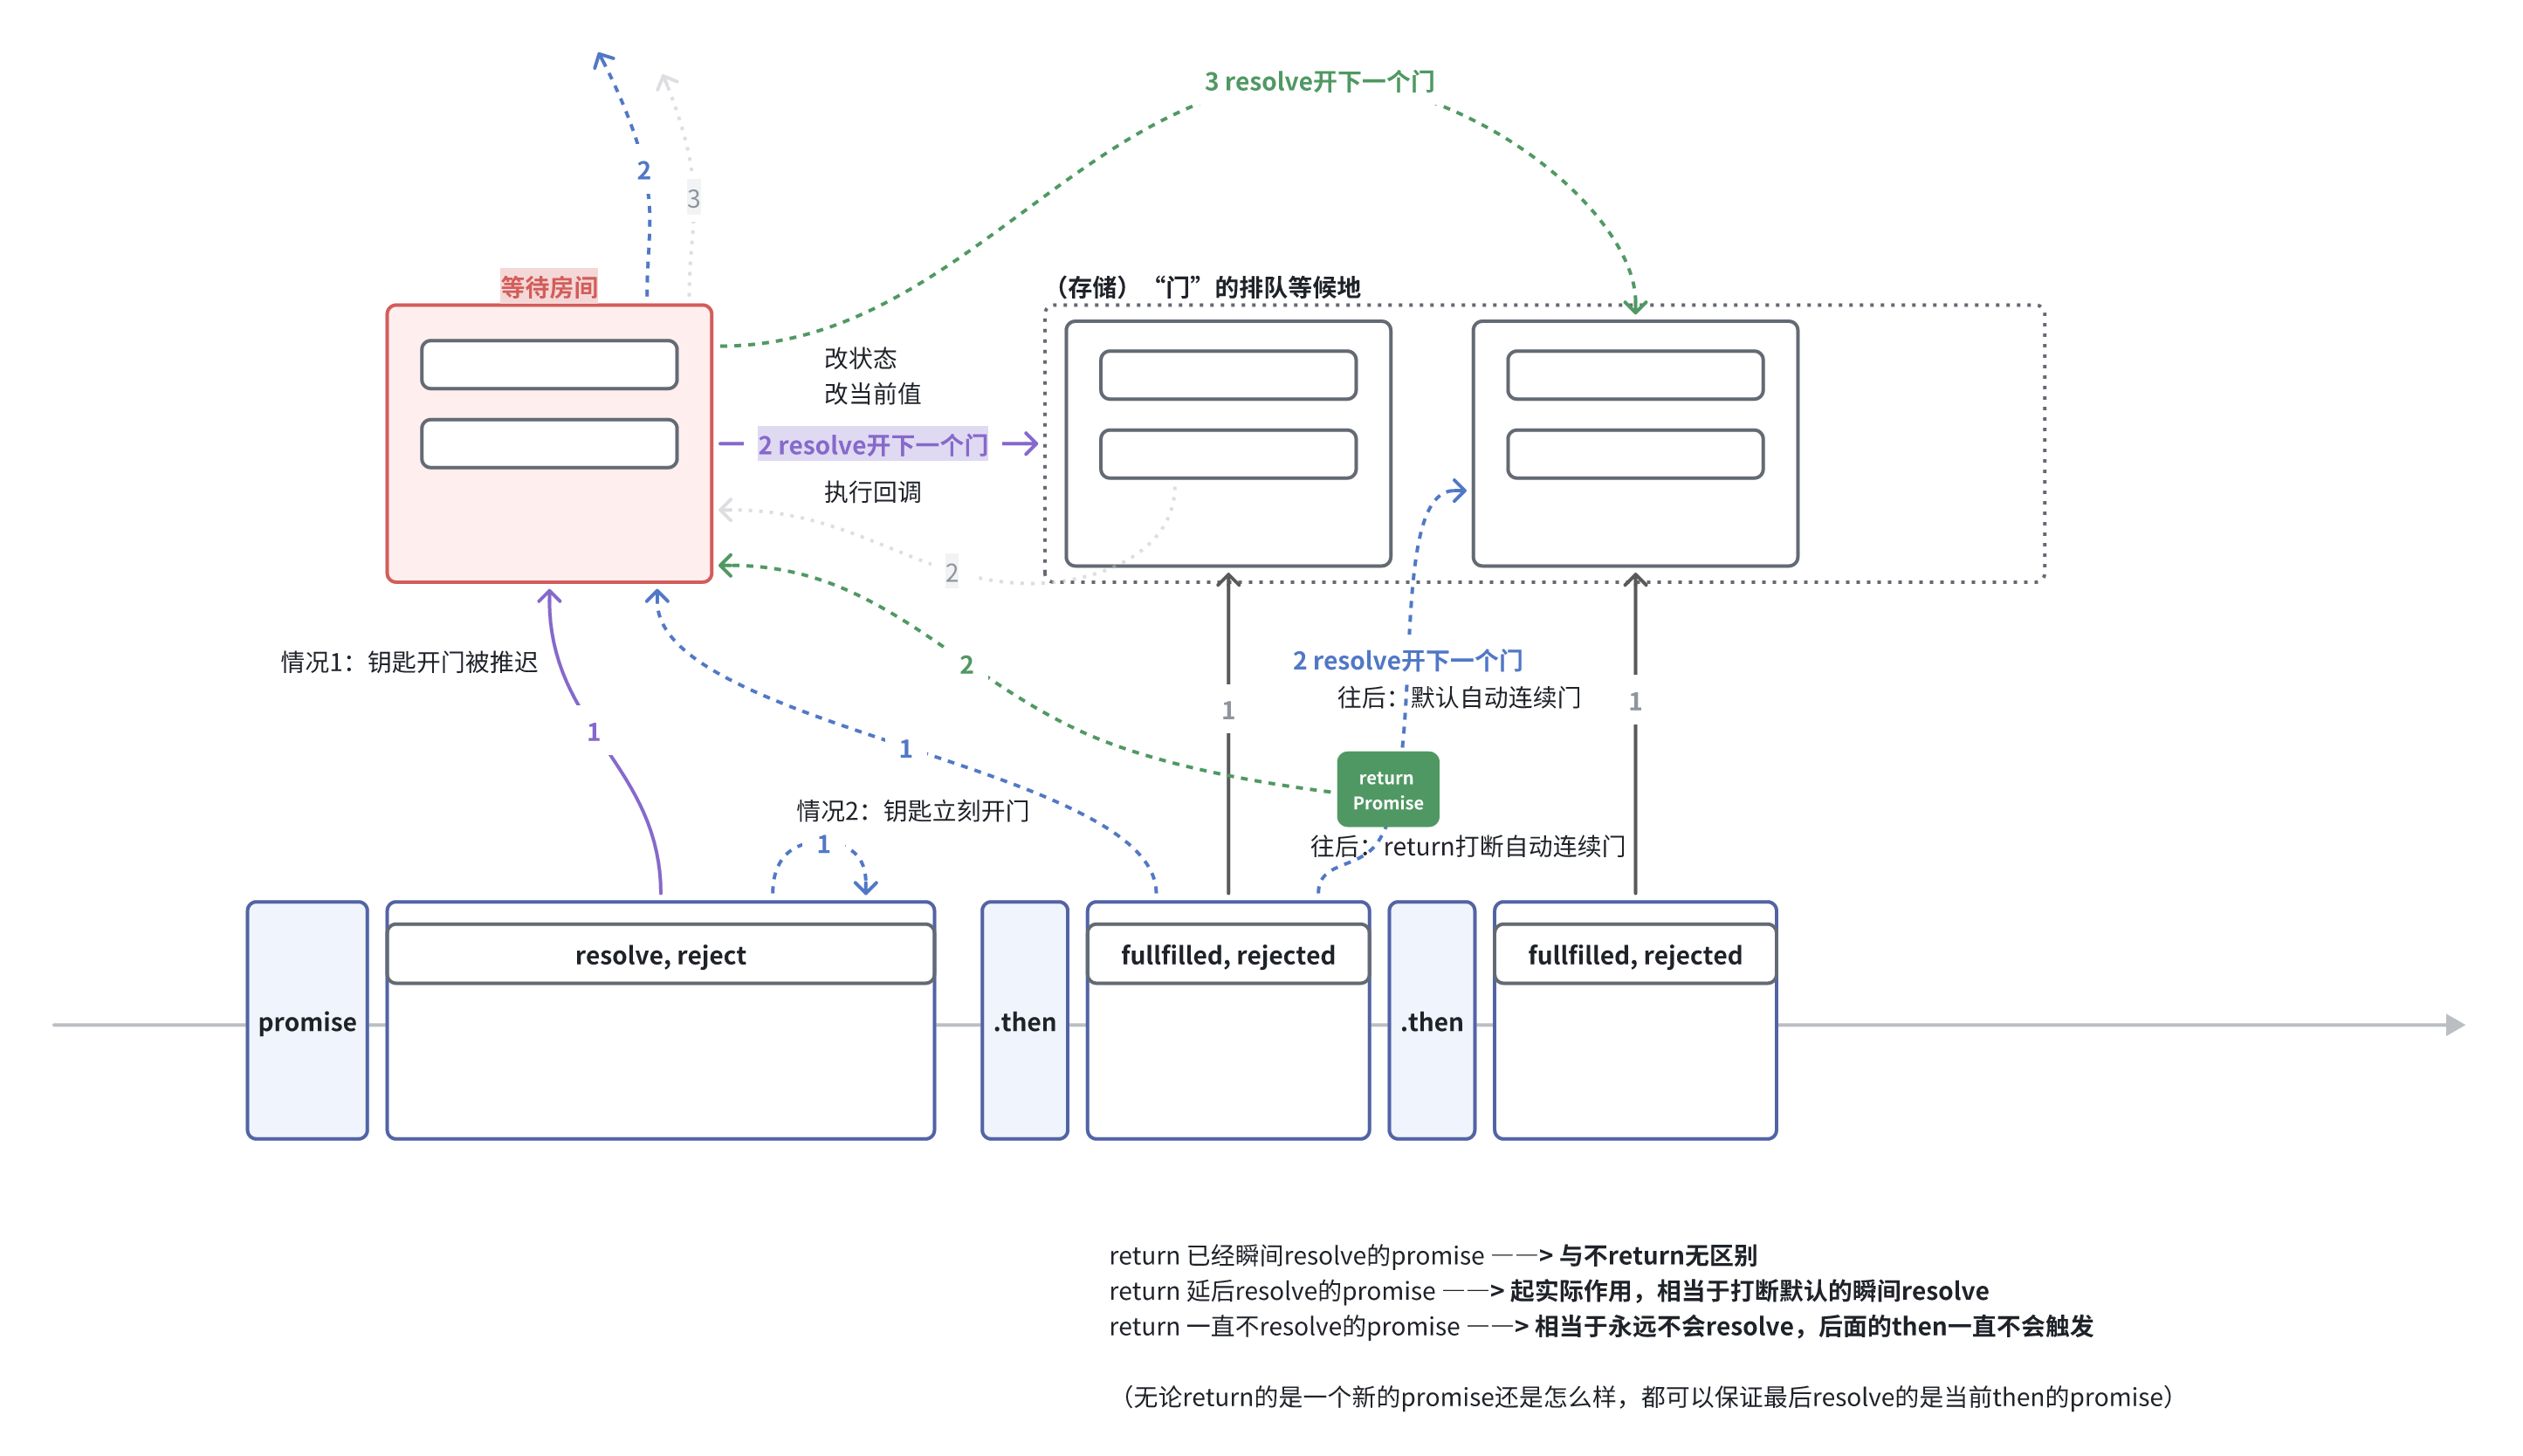 3 resolve开下一个门
2
3
等待房间
（存储）“门”的排队等候地
改状态
改当前值
2 resolve开下一个门
执行回调
2
情况1：钥匙开门被推迟
2
2 resolve开下一个门
往后：默认自动连续门
1
1
1
1
return
Promise
情况2：钥匙立刻开门
1
往后：return打断自动连续门
promise
resolve, reject
.then
fullfilled, rejected
.then
fullfilled, rejected
return 已经瞬间resolve的promise ——> 与不return无区别
return 延后resolve的promise ——> 起实际作用，相当于打断默认的瞬间resolve
return 一直不resolve的promise ——> 相当于永远不会resolve，后面的then一直不会触发
（无论return的是一个新的promise还是怎么样，都可以保证最后resolve的是当前then的promise）